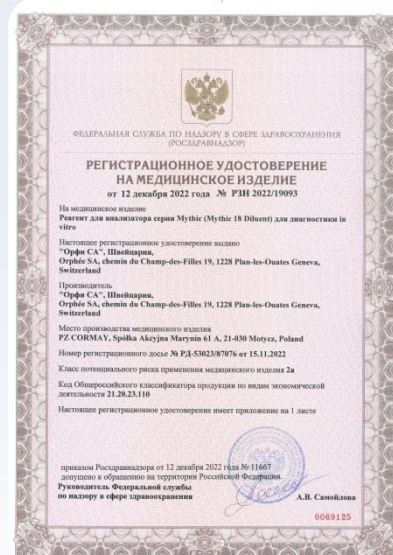 ФЕДЕРАЛЬНАЯ СЛУЖБА ПО НАДЗОРУ В СФЕРЕ ЗДРАВООХРАНЕНИЯ
(РОСЗДРАВНАДЗОР)
РЕГИСТРАЦИОННОЕ УДОСТОВЕРЕНИЕ
НА МЕДИЦИНСКОЕ ИЗДЕЛИЕ
от 12 декабря 2022 года № РЗН 2022/19093
На медицинское изделие
Реагент для анализатора серии Mythic (Mythic 18 Diluent) для диагностики in
vitro
Настоящее регистрационное удостоверение выдано
"Орфи СА", Швейцария,
Orphée SA, chemin du Champ-des-Filles 19, 1228 Plan-les-Ouates Geneva,
Switzerland
Производитель
"Орфи СА", Швейцария,
Orphée SA, chemin du Champ-des-Filles 19, 1228 Plan-les-Ouates Geneva,
Switzerland
Место производства медицинского изделия
PZ CORMAY, Spółka Akcyjna Marynin 61 A, 21-030 Motycz, Poland
Номер регистрационного досье № РД-53023/87076 от 15.11.2022
Класс потенциального риска применения медицинского изделия 2а
Код Общероссийского классификатора продукции по видам экономической
деятельности 21.20.23.110
Настоящее регистрационное удостоверение имеет приложение на 1 листе
приказом Росздравнадзора от 12 декабря 2022 года № 11667
допущено к обращению на территории Российской Федерации.
Руководитель Федеральной службы
по надзору в сфере здравоохранения
А.В. Самойлова
0069125